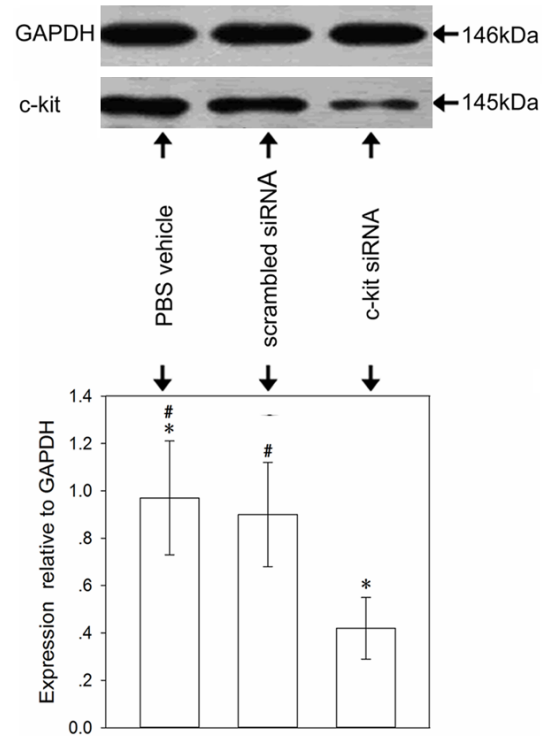 GAPDH
146kDa
c-kit
145kDa
PBS vehicle
scrambled siRNA
c-kit siRNA
Expression relative to GAPDH
1.4
1.2
1.0
.8
.6
.4
.2
0.0
#
*
#
*